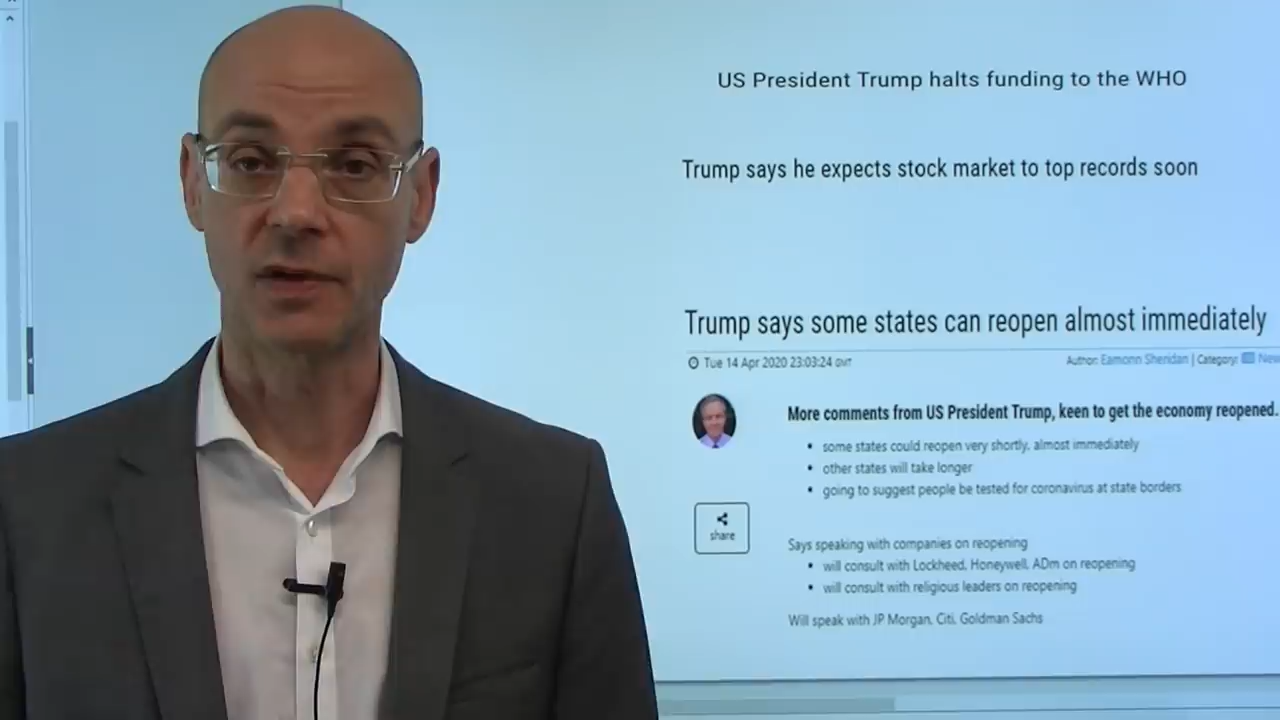 US President Trump halts funding to the WHO
Trump says he expects stock market to top records soon
Trump says some states can reopen almost immediately
Tue 14 Apr 2020 23:03:24 GMT
Author: Eamonn Sheridan | Category: New
More comments from US President Trump, keen to get the economy reopened.
• some states could reopen very shortly, almost immediately
• other states will take longer
• going to suggest people be tested for coronavirus at state borders
share
Says speaking with companies on reopening
• will consult with Lockheed, Honeywell, ADm on reopening
• will consult with religious leaders on reopening
Will speak with JP Morgan, Citi, Goldman Sachs